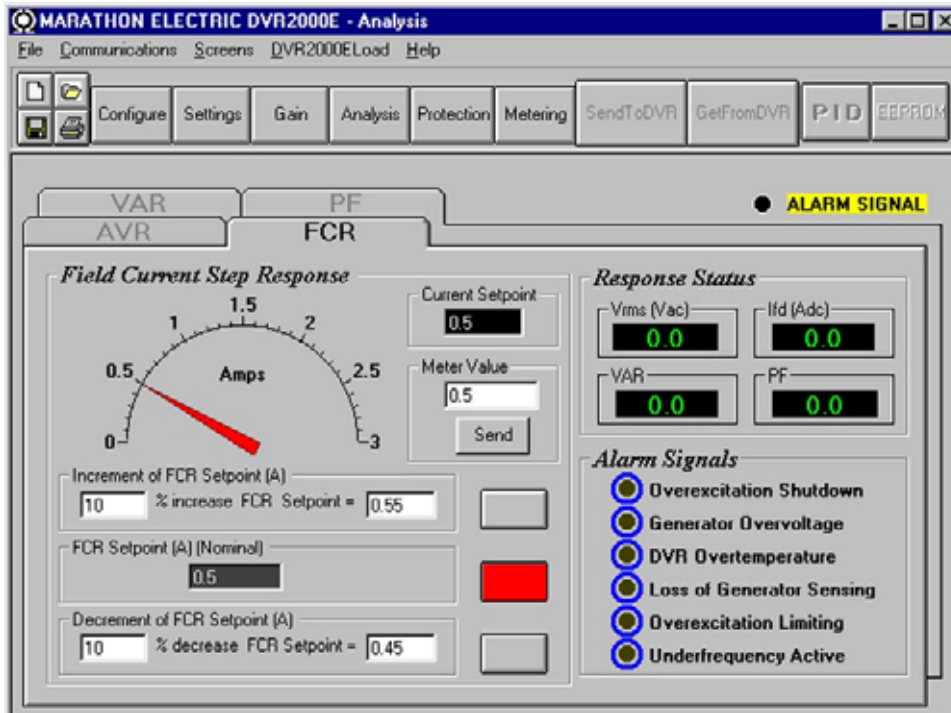 MARATHON ELECTRIC DVR2000E - Analysis
File Communications Screens DVR2000ELoad Help
Configure Settings Gain Analysis Protection Metering SendToDVR GetFromDVR PID EEPROM
VAR PF
AVR FCR
ALARM SIGNAL
Field Current Step Response
0 0.5 1 1.5 2 2.5 3
Amps
Current Setpoint
0.5
Meter Value
0.5
Send
Increment of FCR Setpoint (A)
10 % increase FCR Setpoint = 0.55
FCR Setpoint (A) (Nominal)
0.5
Decrement of FCR Setpoint (A)
10 % decrease FCR Setpoint = 0.45
Response Status
Vrms (Vac) Ifd (Adc)
0.0 0.0
VAR PF
0.0 0.0
Alarm Signals
Overexcitation Shutdown
Generator Overvoltage
DVR Overtemperature
Loss of Generator Sensing
Overexcitation Limiting
Underfrequency Active